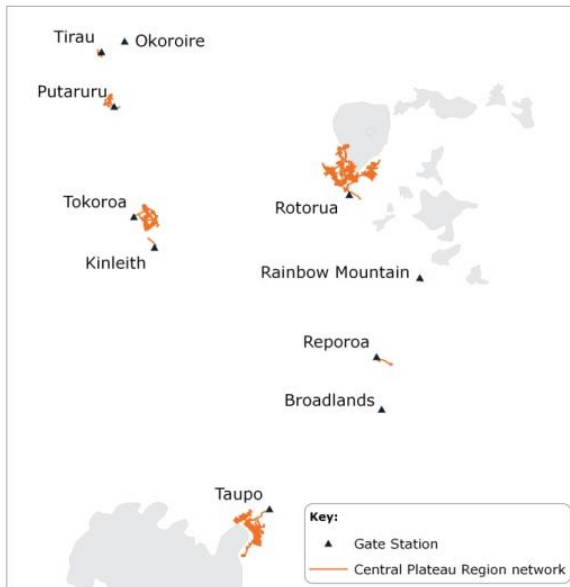 Tirau
Okoroire
Putaruru
Tokoroa
Rotorua
Kinleith
Rainbow Mountain
Reporoa
Broadlands
Taupo
Key:
Gate Station
Central Plateau Region network